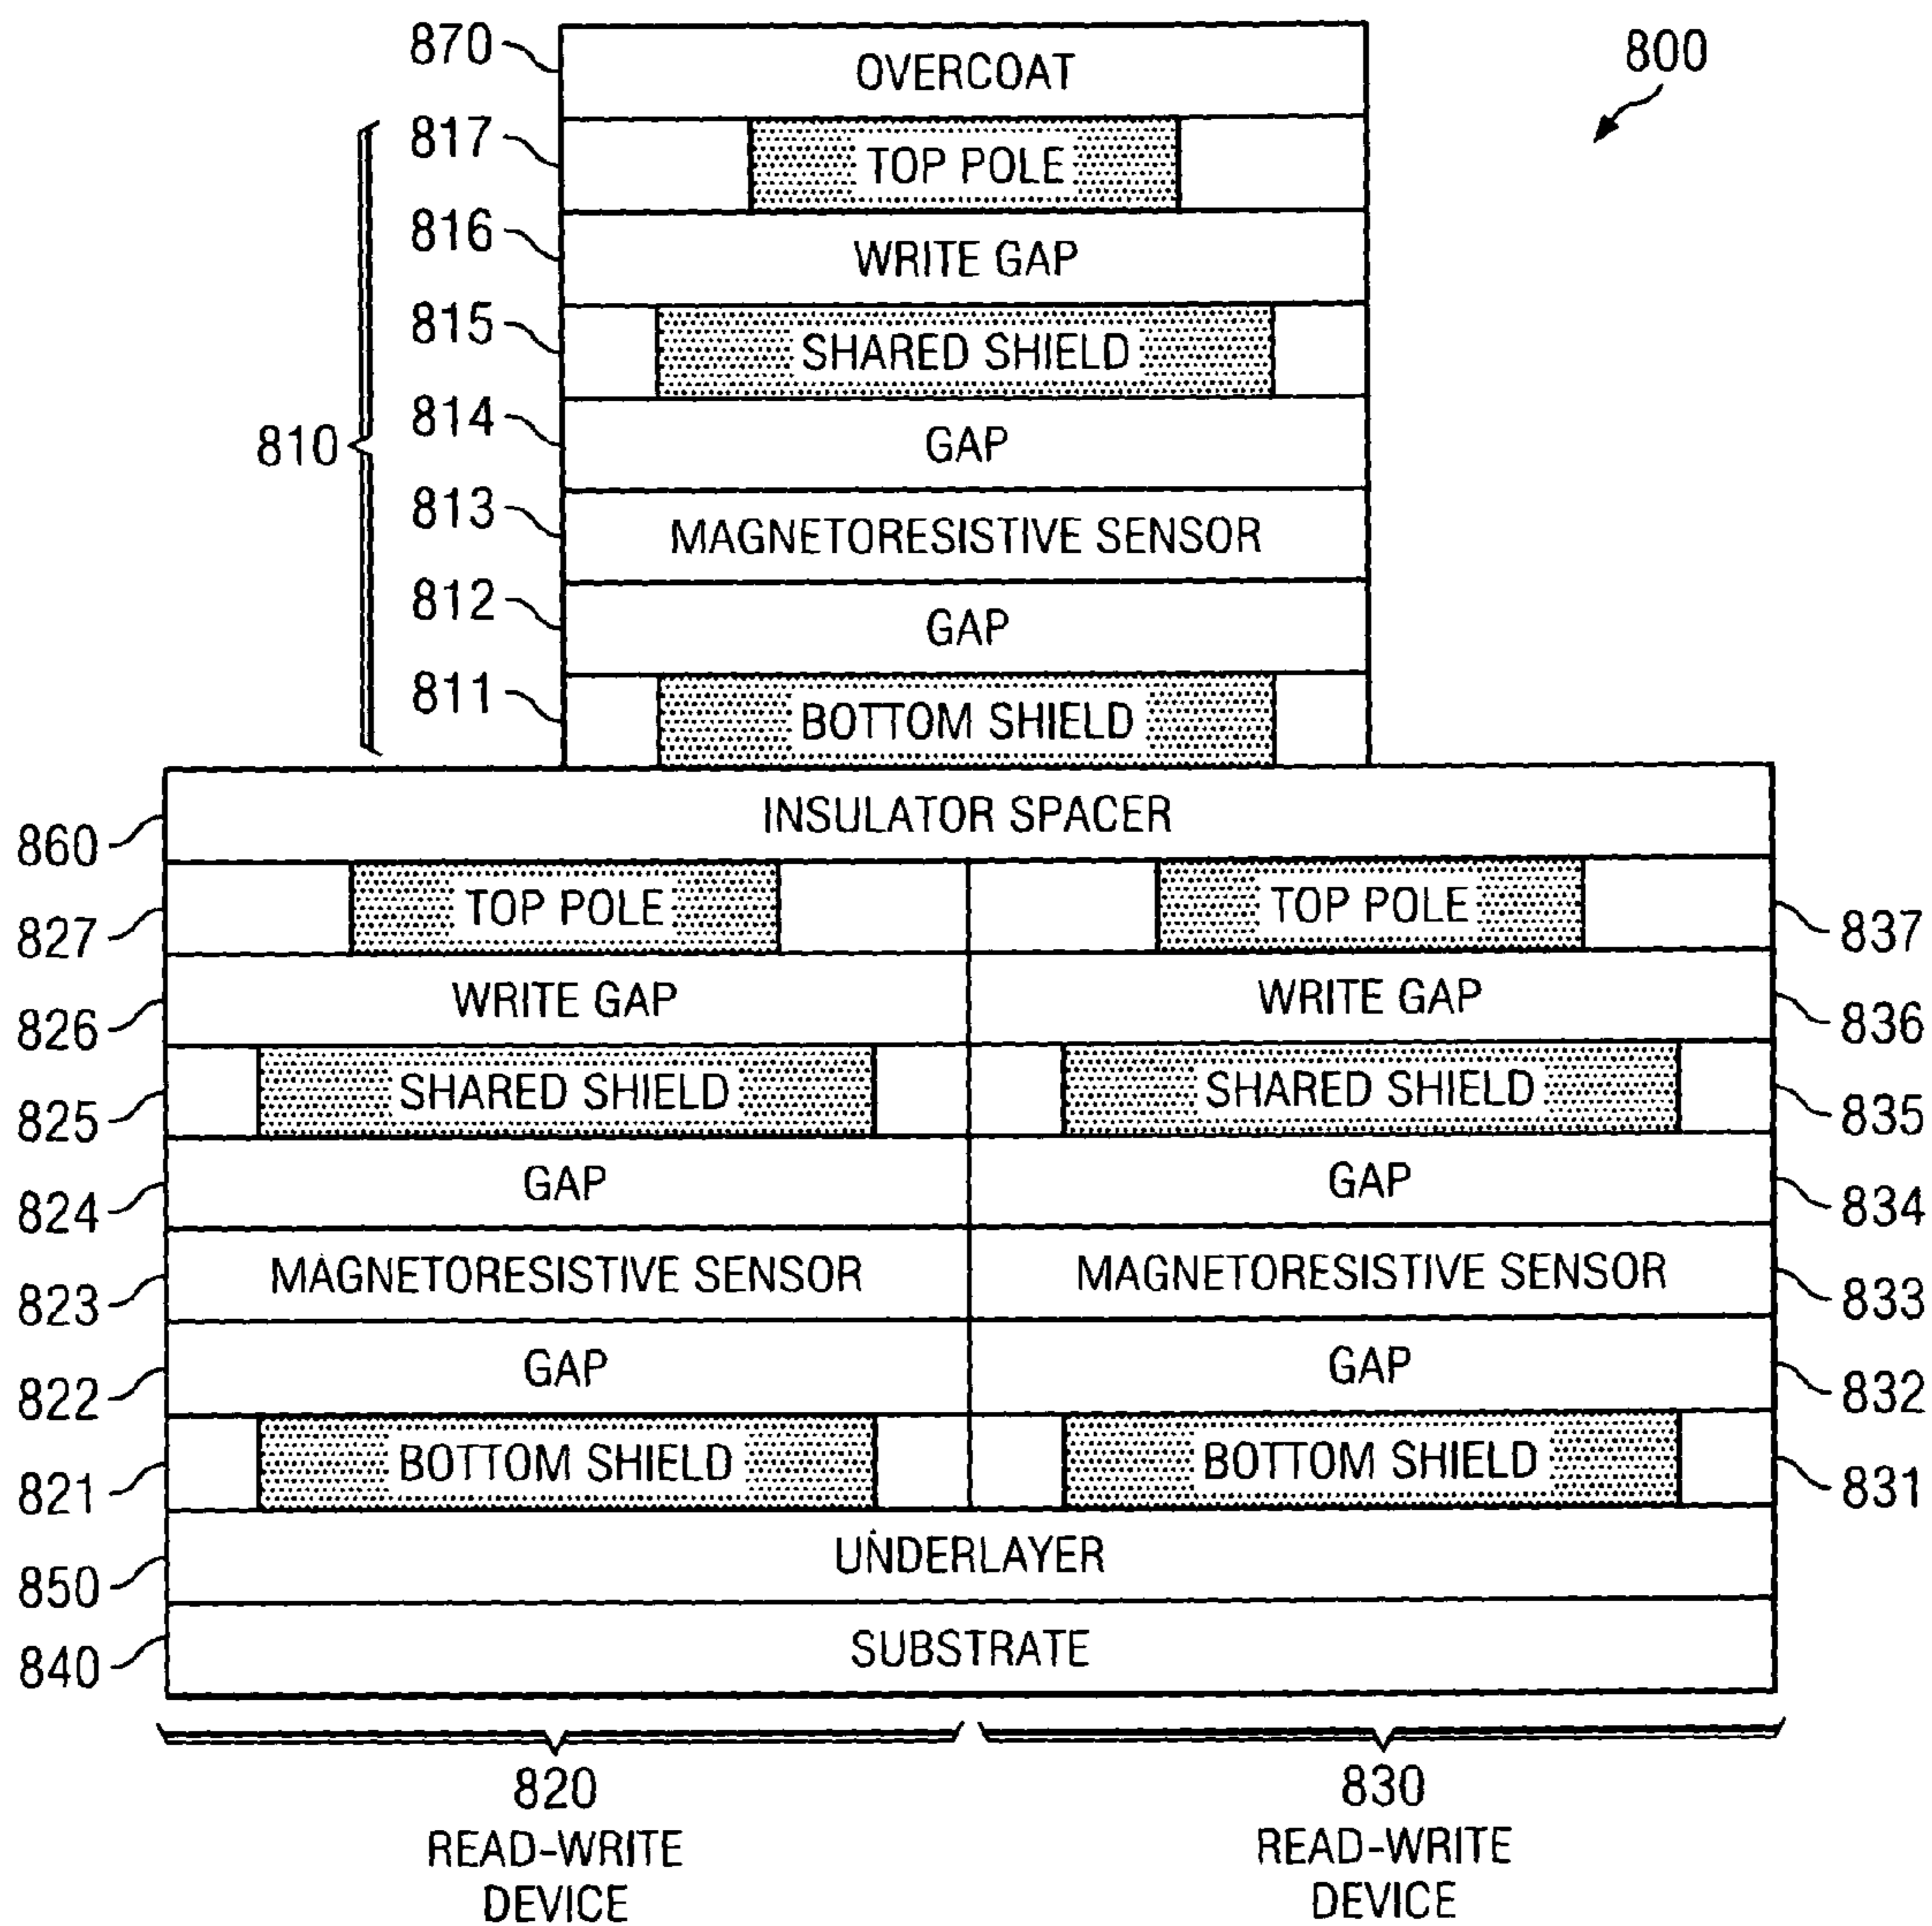 870
OVERCOAT
800
817
TOP POLE
816
WRITE GAP
815
SHARED SHIELD
814
GAP
810
813
MAGNETORESISTIVE SENSOR
812
GAP
811
BOTTOM SHIELD
INSULATOR SPACER
860
TOP POLE
TOP POLE
827
837
WRITE GAP
WRITE GAP
826
836
SHARED SHIELD
SHARED SHIELD
825
835
GAP
GAP
824
834
MAGNETORESISTIVE SENSOR
MAGNETORESISTIVE SENSOR
823
833
GAP
GAP
822
832
BOTTOM SHIELD
BOTTOM SHIELD
821
831
UNDERLAYER
850
SUBSTRATE
840
820
READ-WRITE
DEVICE
830
READ-WRITE
DEVICE